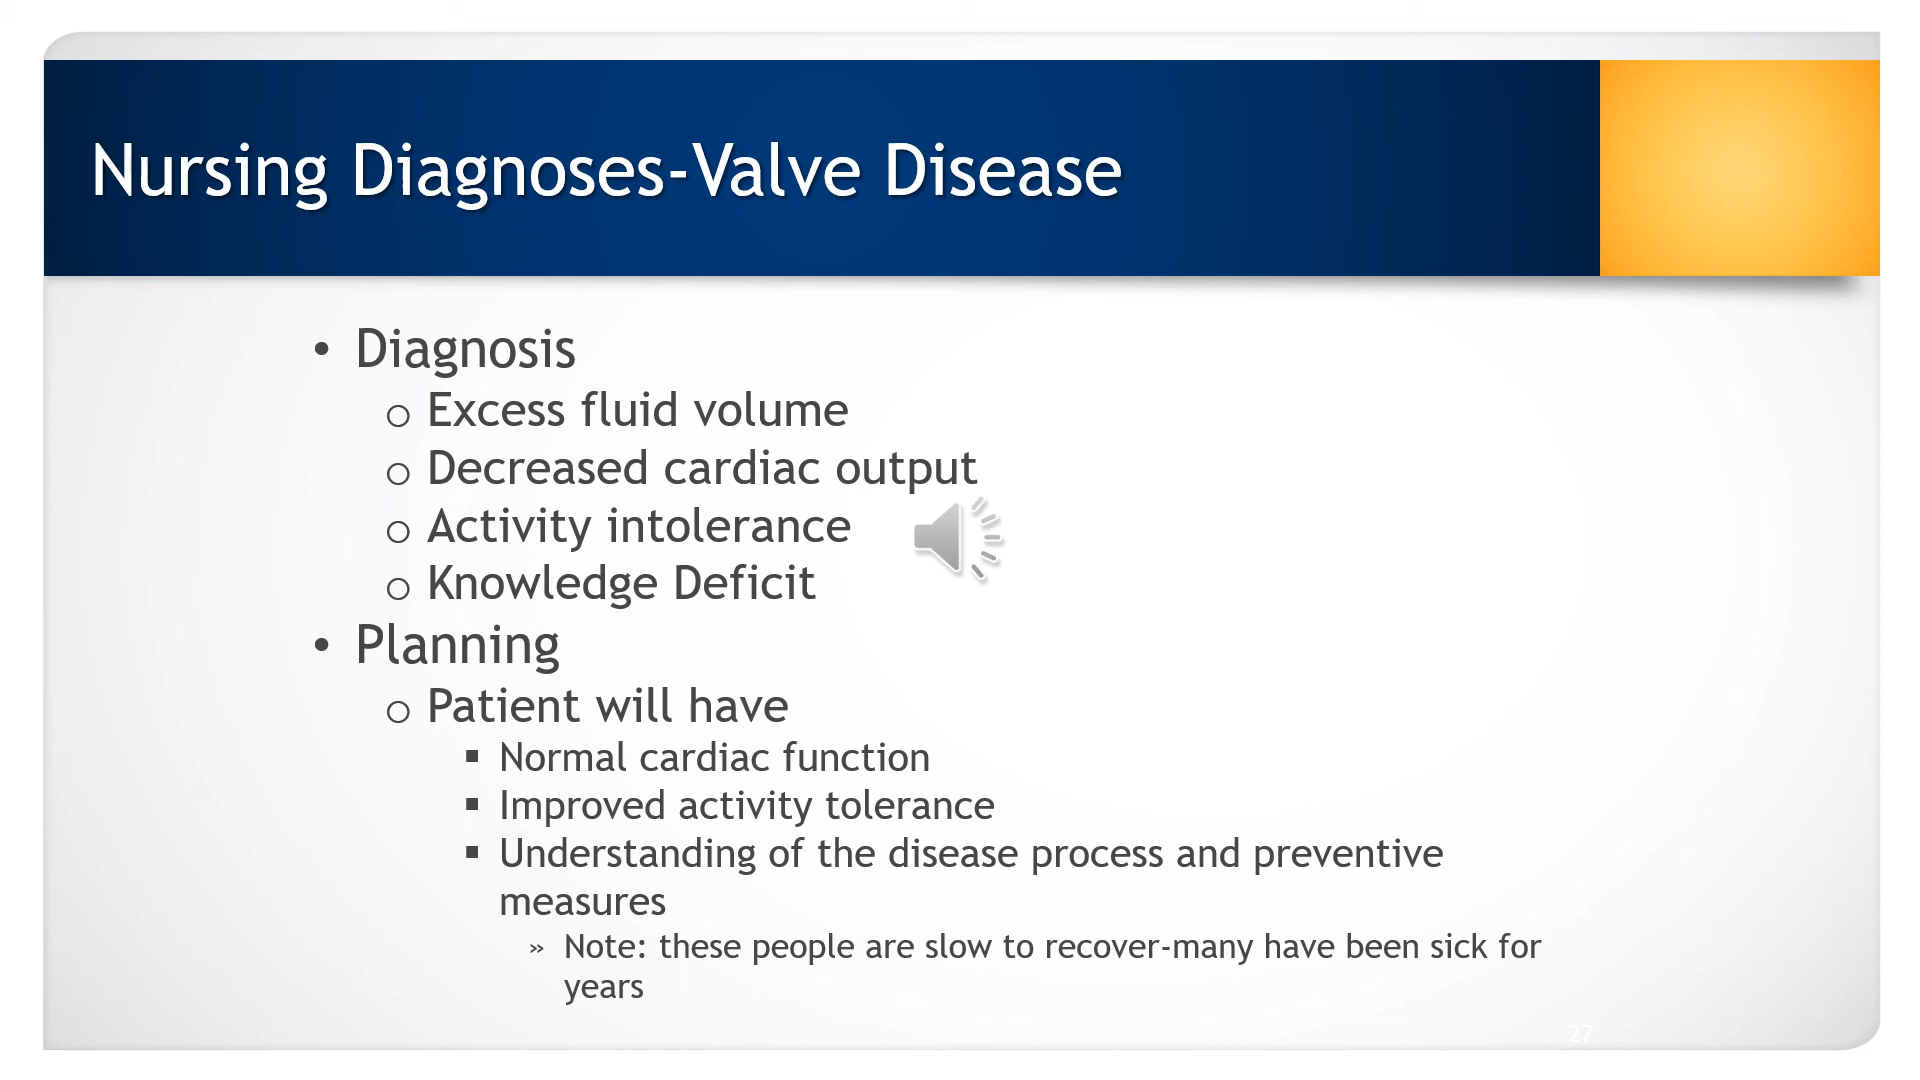 Nursing Diagnoses-Valve Disease
• Diagnosis
o Excess fluid volume
o Decreased cardiac output
o Activity intolerance
o Knowledge Deficit
• Planning
o Patient will have
▪ Normal cardiac function
▪ Improved activity tolerance
▪ Understanding of the disease process and preventive
measures
» Note: these people are slow to recover-many have been sick for
years
27